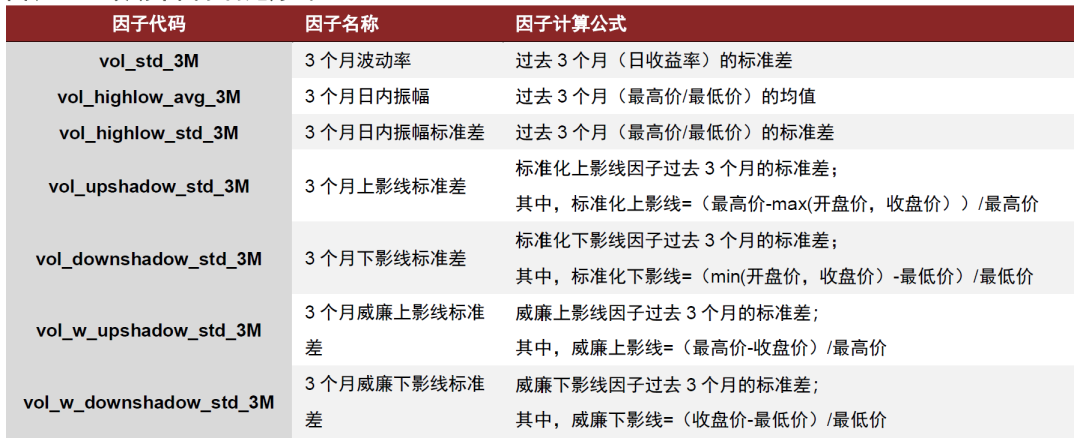 因子代码 因子名称 因子计算公式
vol_std_3M 3个月波动率 过去3个月（日收益率）的标准差
vol_highlow_avg_3M 3个月日内振幅 过去3个月（最高价/最低价）的均值
vol_highlow_std_3M 3个月日内振幅标准差 过去3个月（最高价/最低价）的标准差
vol_upshadow_std_3M 3个月上影线标准差 标准化上影线因子过去3个月的标准差；
其中，标准化上影线=（最高价-max(开盘价，收盘价））/最高价
vol_downshadow_std_3M 3个月下影线标准差 标准化下影线因子过去3个月的标准差；
其中，标准化下影线=（min(开盘价，收盘价）-最低价）/最低价
vol_w_upshadow_std_3M 3个月威廉上影线标准 威廉上影线因子过去3个月的标准差；
差 其中，威廉上影线=（最高价-收盘价）/最高价
vol_w_downshadow_std_3M 3个月威廉下影线标准 威廉下影线因子过去3个月的标准差；
差 其中，威廉下影线=（收盘价-最低价）/最低价